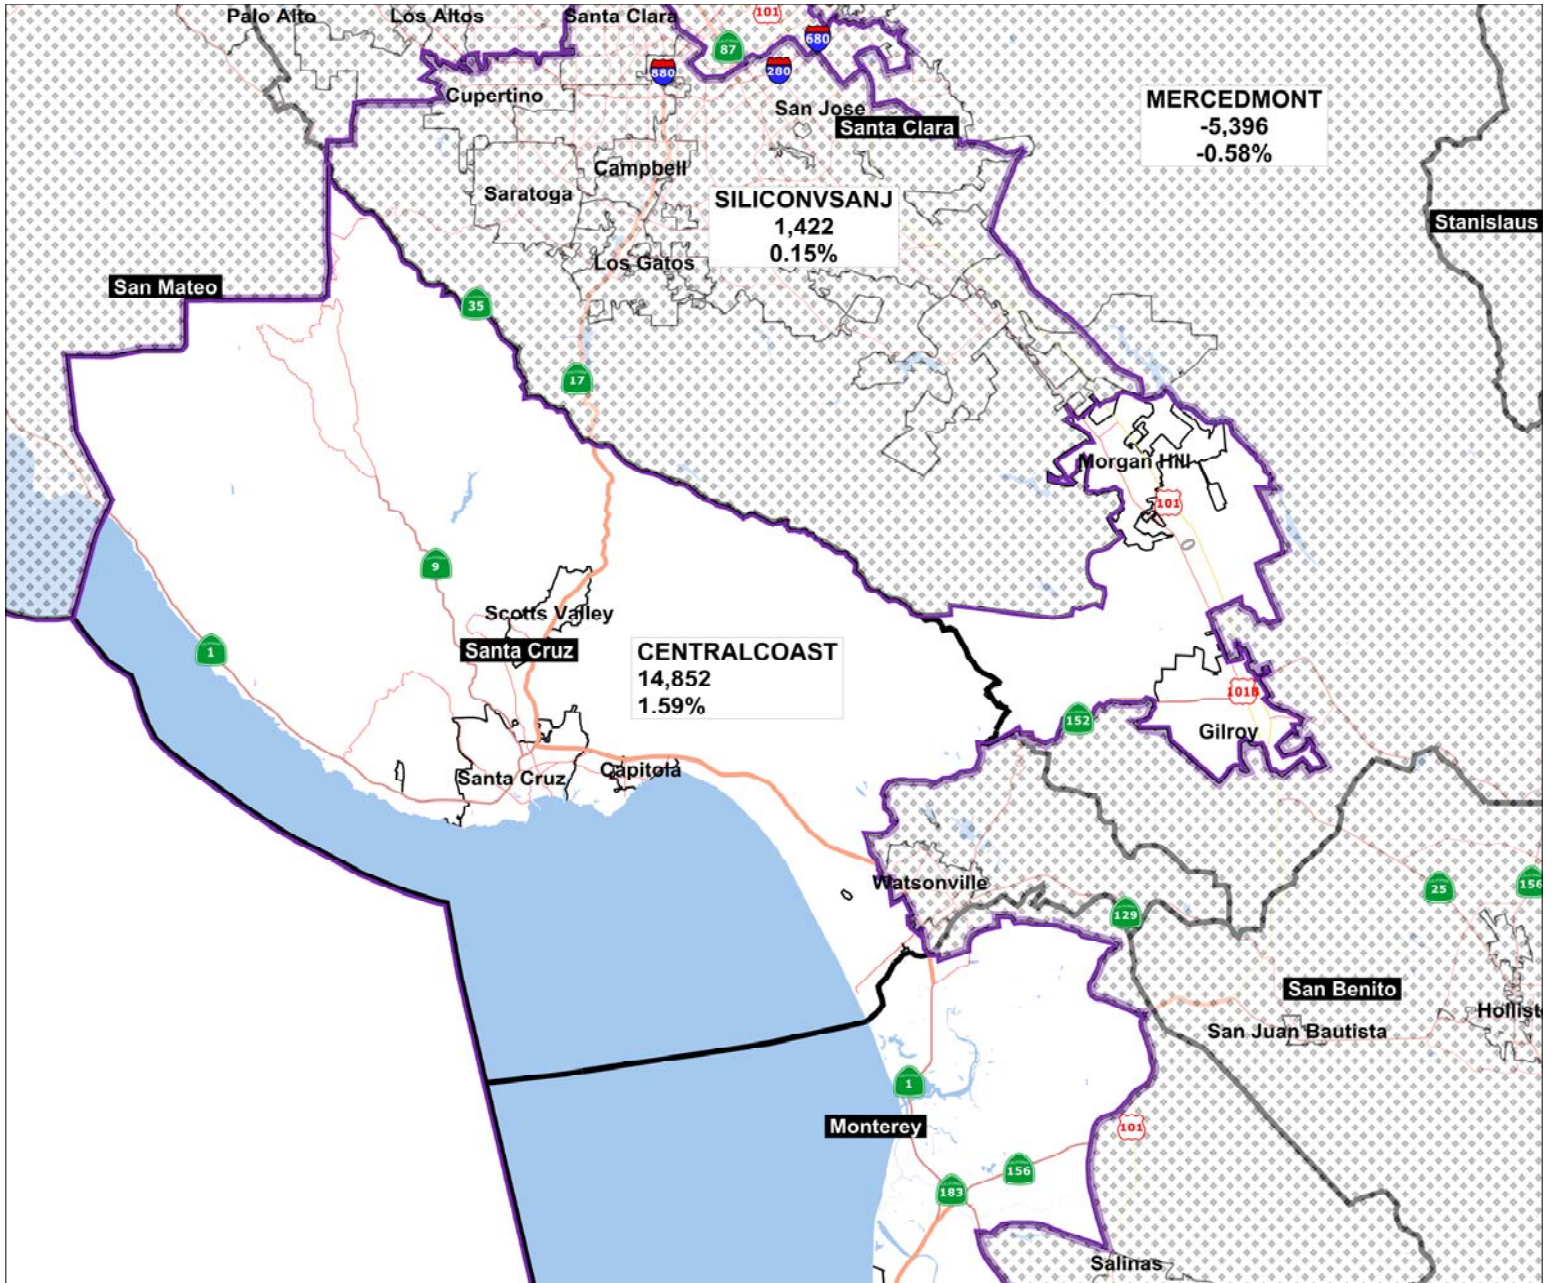 Palo Alto
Los Altos
Santa Clara
101
680
87
880
280
Cupertino
San Jose
Santa Clara
MERCEDMONT
-5,396
-0.58%
Campbell
Saratoga
SILICONVSANJ
1,422
0.15%
Stanislaus
Los Gatos
San Mateo
35
17
Morgan Hill
101
9
Scotts Valley
Santa Cruz
1
CENTRALCOAST
14,852
1.59%
101B
152
Gilroy
Santa Cruz
Capitola
Watsonville
25
156
129
San Benito
Hollist
San Juan Bautista
1
Monterey
101
156
183
Salinas